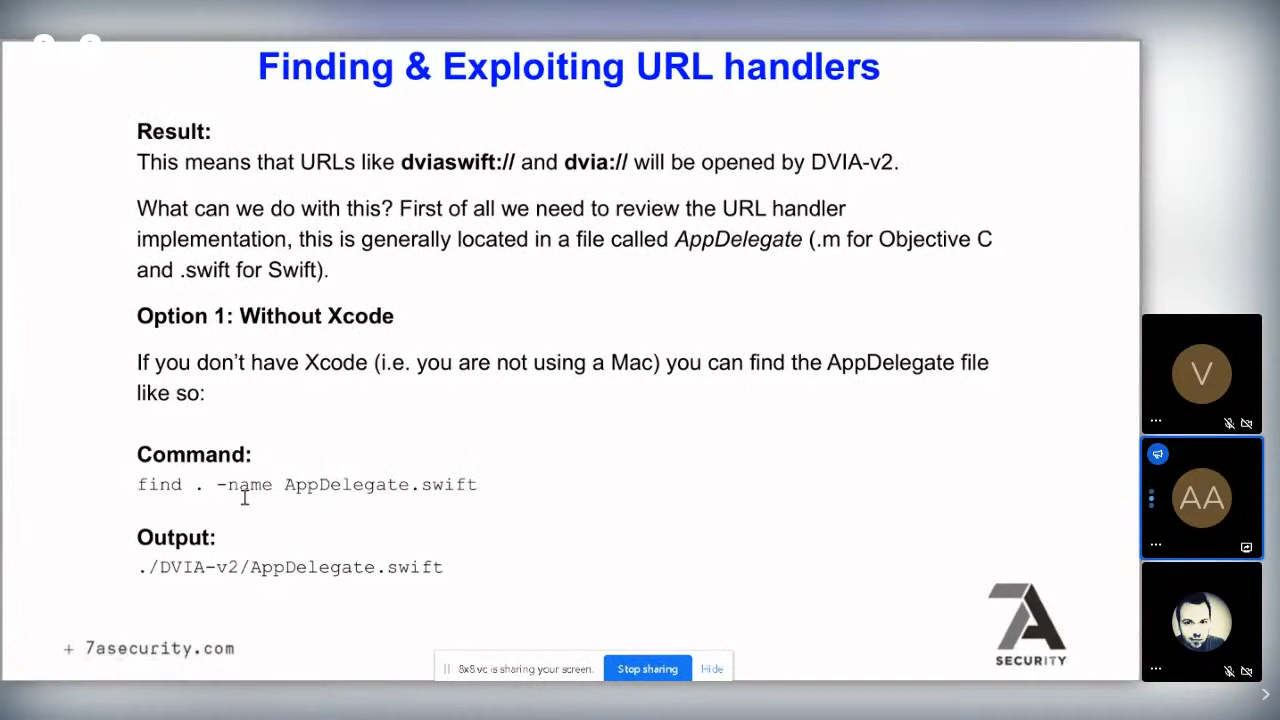 Finding & Exploiting URL handlers
Result:
This means that URLs like dviaswift:// and dvia:// will be opened by DVIA-v2.
What can we do with this? First of all we need to review the URL handler
implementation, this is generally located in a file called AppDelegate (.m for Objective C
and .swift for Swift).
Option 1: Without Xcode
If you don’t have Xcode (i.e. you are not using a Mac) you can find the AppDelegate file
like so:
Command:
find . -name AppDelegate.swift
Output:
./DVIA-v2/AppDelegate.swift
+ 7asecurity.com
7A
SECURITY
8x8.vc is sharing your screen.
Stop sharing
Hide
V
AA